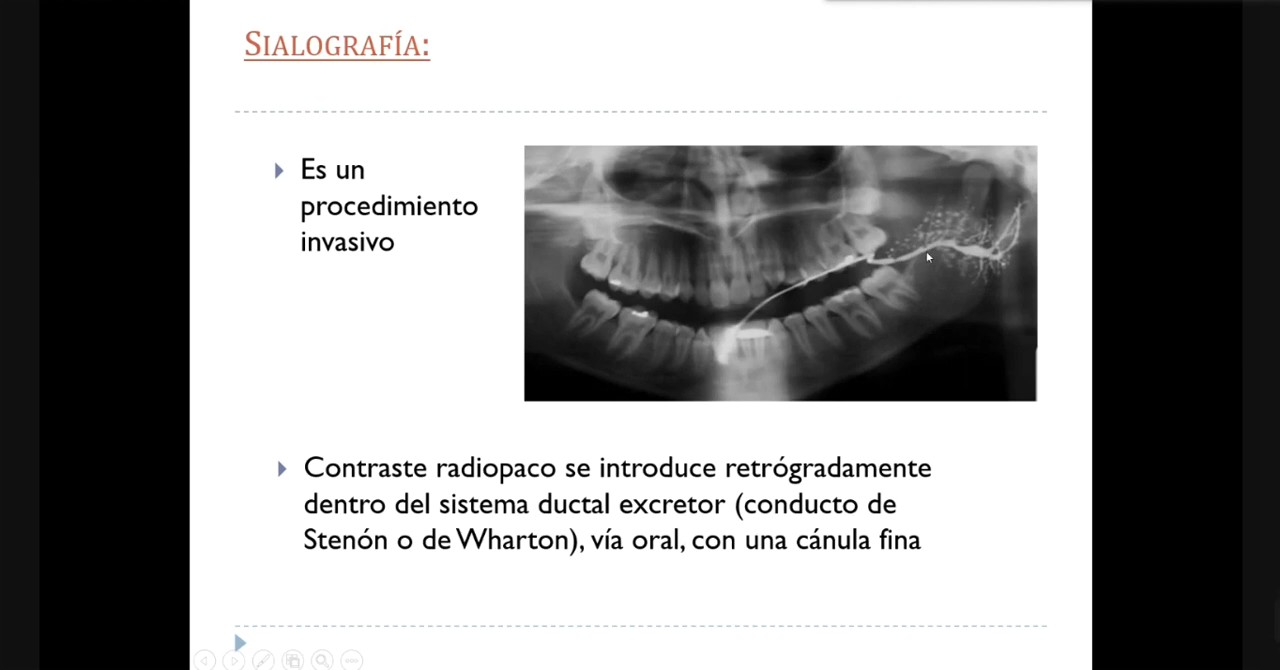 SIALOGRAFÍA:
Es un
procedimiento
invasivo
Contraste radiopaco se introduce retrógradamente
dentro del sistema ductal excretor (conducto de
Stenón o de Wharton), vía oral, con una cánula fina